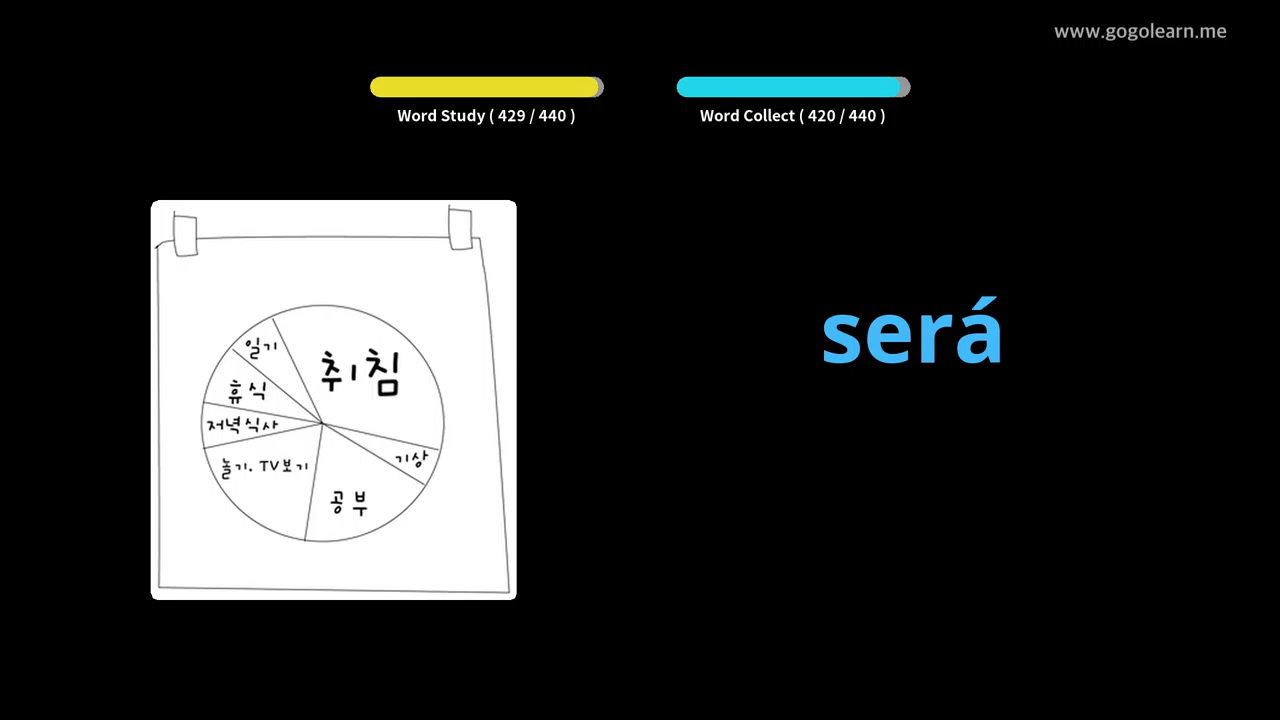 www.gogolearn.me
Word Study ( 429 / 440 )
Word Collect ( 420 / 440 )
será
일기
취침
휴식
저녁식사
놀기. TV보기
기상
공부